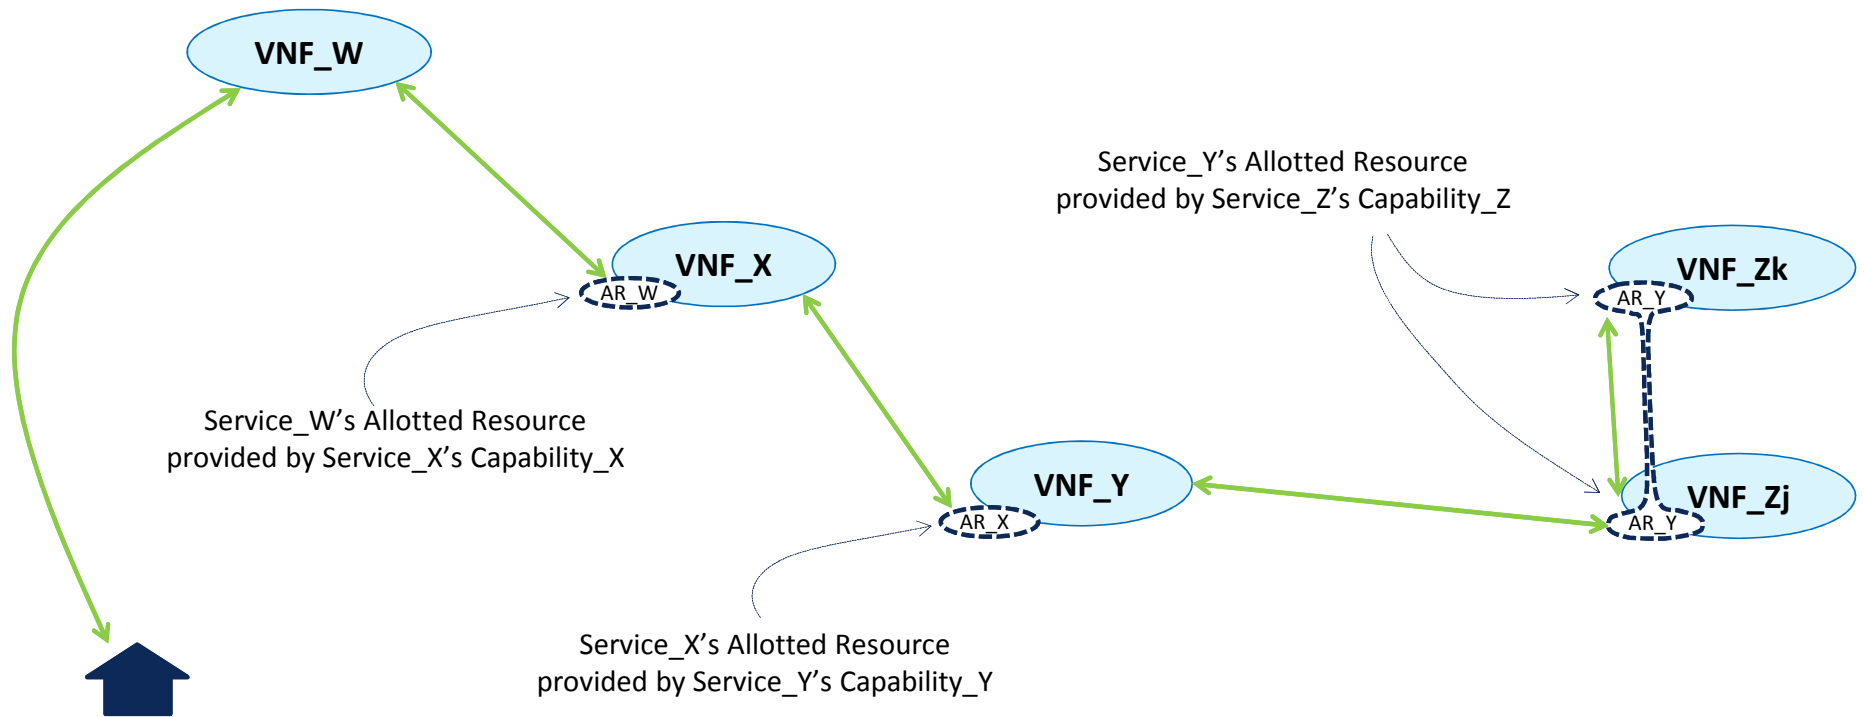 VNF_W
Service_Y’s Allotted Resource
provided by Service_Z’s Capability_Z
VNF_X
AR_W
VNF_Zk
AR_Y
Service_W’s Allotted Resource
provided by Service_X’s Capability_X
VNF_Y
AR_X
VNF_Zj
AR_Y
Service_X’s Allotted Resource
provided by Service_Y’s Capability_Y